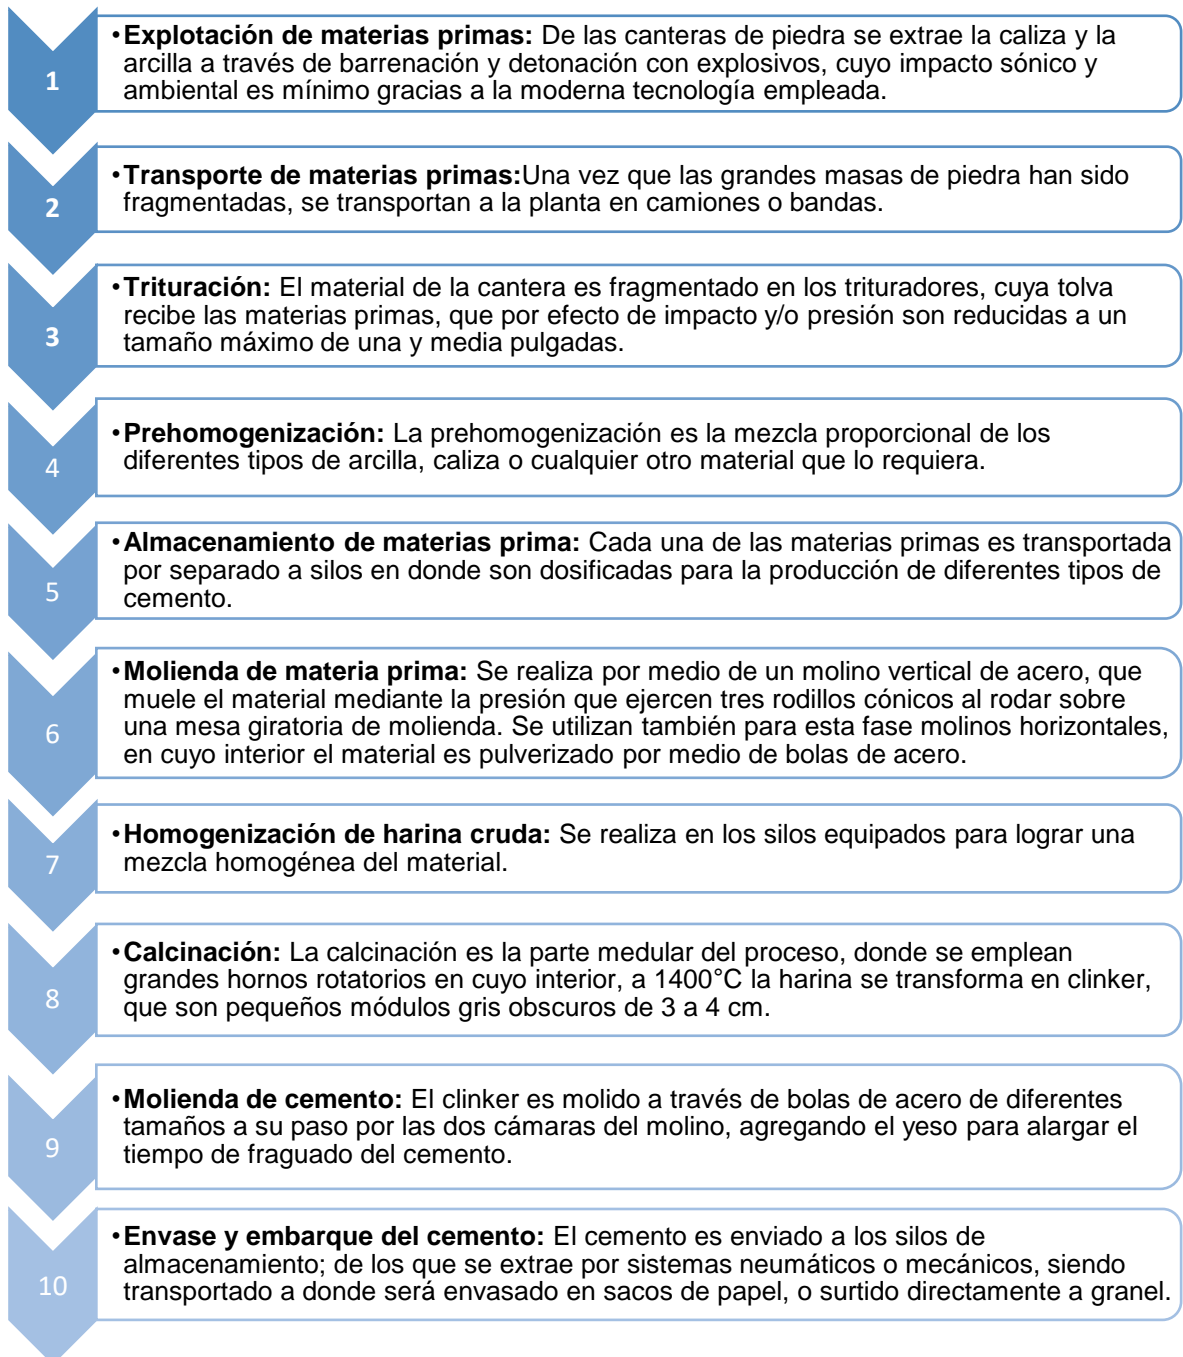 1
•Explotación de materias primas: De las canteras de piedra se extrae la caliza y la
arcilla a través de barrenación y detonación con explosivos, cuyo impacto sónico y
ambiental es mínimo gracias a la moderna tecnología empleada.
2
•Transporte de materias primas:Una vez que las grandes masas de piedra han sido
fragmentadas, se transportan a la planta en camiones o bandas.
3
•Trituración: El material de la cantera es fragmentado en los trituradores, cuya tolva
recibe las materias primas, que por efecto de impacto y/o presión son reducidas a un
tamaño máximo de una y media pulgadas.
4
•Prehomogenización: La prehomogenización es la mezcla proporcional de los
diferentes tipos de arcilla, caliza o cualquier otro material que lo requiera.
5
•Almacenamiento de materias prima: Cada una de las materias primas es transportada
por separado a silos en donde son dosificadas para la producción de diferentes tipos de
cemento.
6
•Molienda de materia prima: Se realiza por medio de un molino vertical de acero, que
muele el material mediante la presión que ejercen tres rodillos cónicos al rodar sobre
una mesa giratoria de molienda. Se utilizan también para esta fase molinos horizontales,
en cuyo interior el material es pulverizado por medio de bolas de acero.
7
•Homogenización de harina cruda: Se realiza en los silos equipados para lograr una
mezcla homogénea del material.
8
•Calcinación: La calcinación es la parte medular del proceso, donde se emplean
grandes hornos rotatorios en cuyo interior, a 1400°C la harina se transforma en clinker,
que son pequeños módulos gris obscuros de 3 a 4 cm.
9
•Molienda de cemento: El clinker es molido a través de bolas de acero de diferentes
tamaños a su paso por las dos cámaras del molino, agregando el yeso para alargar el
tiempo de fraguado del cemento.
10
•Envase y embarque del cemento: El cemento es enviado a los silos de
almacenamiento; de los que se extrae por sistemas neumáticos o mecánicos, siendo
transportado a donde será envasado en sacos de papel, o surtido directamente a granel.